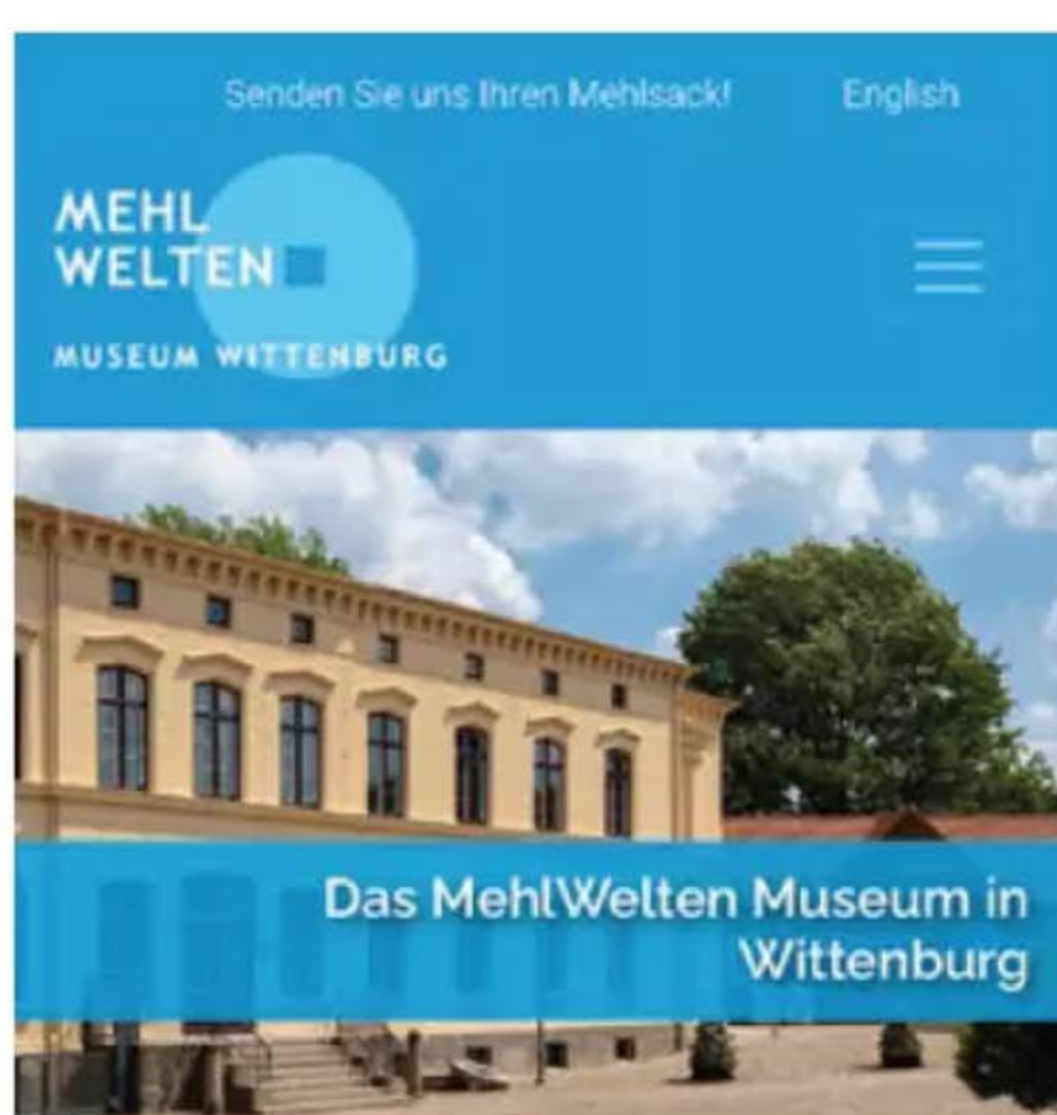 Senden Sie uns Ihren Mehlsack! English
MEHL
WELTEN
MUSEUM WITTENBURG
Das MehlWelten Museum in
Wittenburg